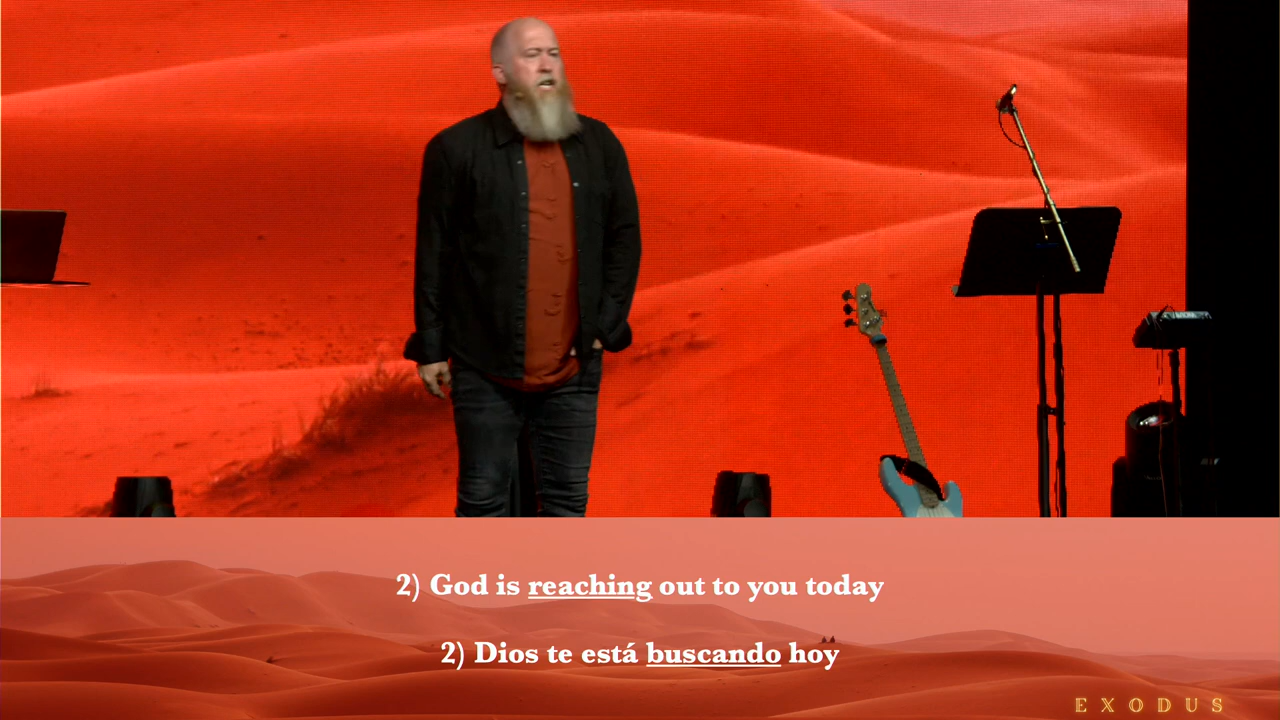 2) God is reaching out to you today
2) Dios te está buscando hoy
EXODUS